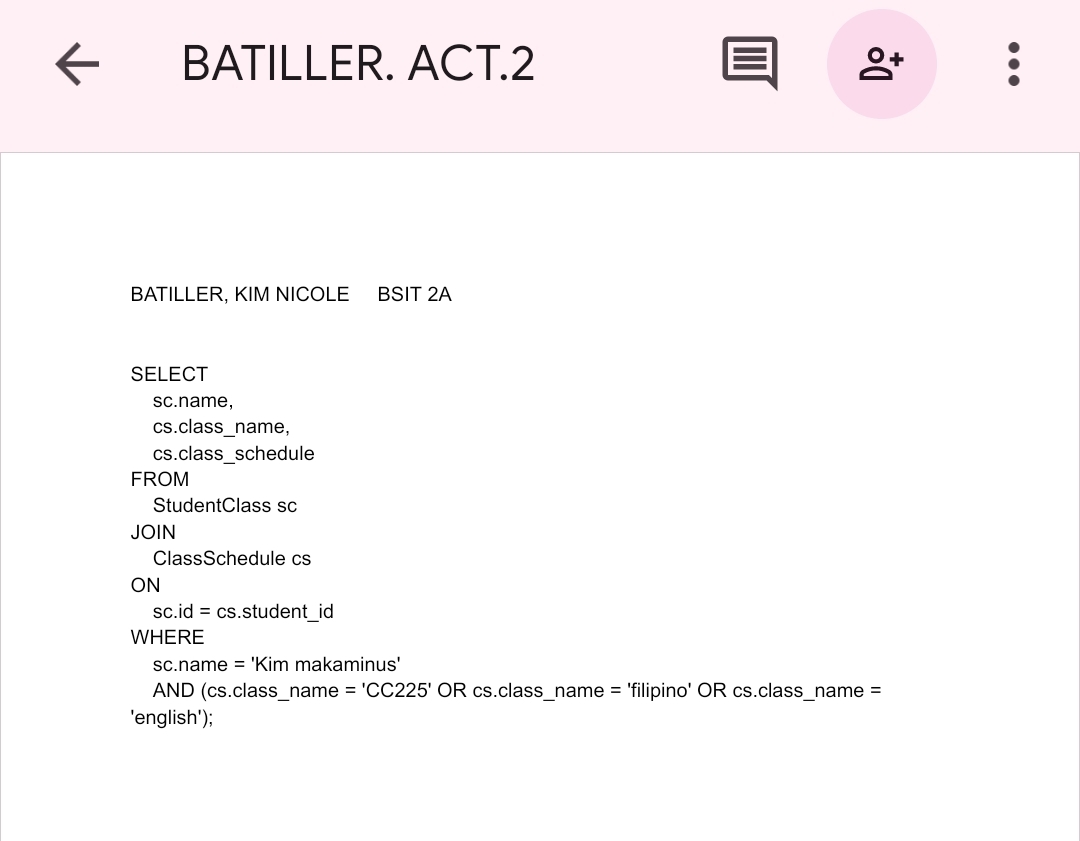 BATILLER. ACT.2
BATILLER, KIM NICOLE BSIT 2A
SELECT
sc.name,
cs.class_name,
cs.class_schedule
FROM
StudentClass sc
JOIN
ClassSchedule cs
ON
sc.id = cs.student_id
WHERE
sc.name = 'Kim makaminus'
AND (cs.class_name = 'CC225' OR cs.class_name = 'filipino' OR cs.class_name =
'english');